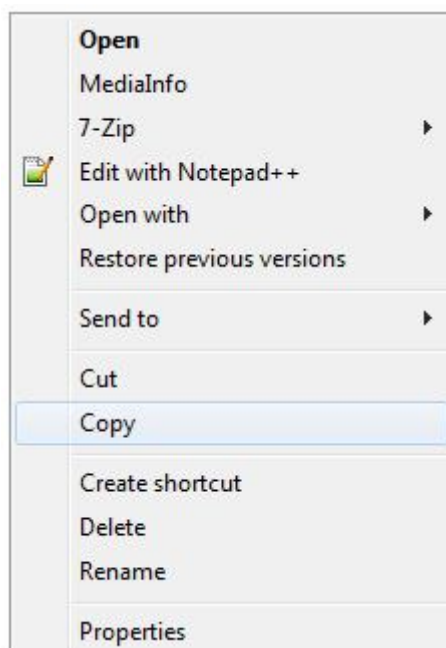 Open
MediaInfo
7-Zip
Edit with Notepad++
Open with
Restore previous versions
Send to
Cut
Copy
Create shortcut
Delete
Rename
Properties